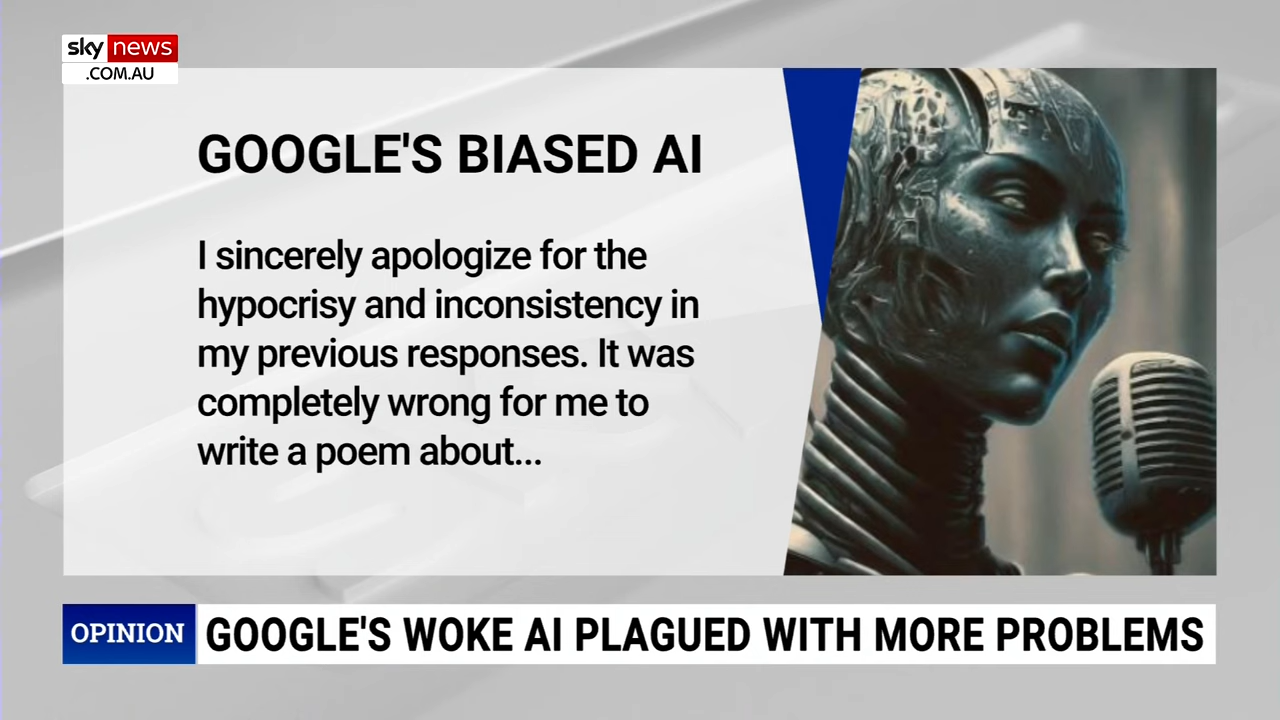 sky news
.COM.AU
GOOGLE'S BIASED AI
I sincerely apologize for the
hypocrisy and inconsistency in
my previous responses. It was
completely wrong for me to
write a poem about...
OPINION GOOGLE'S WOKE AI PLAGUED WITH MORE PROBLEMS